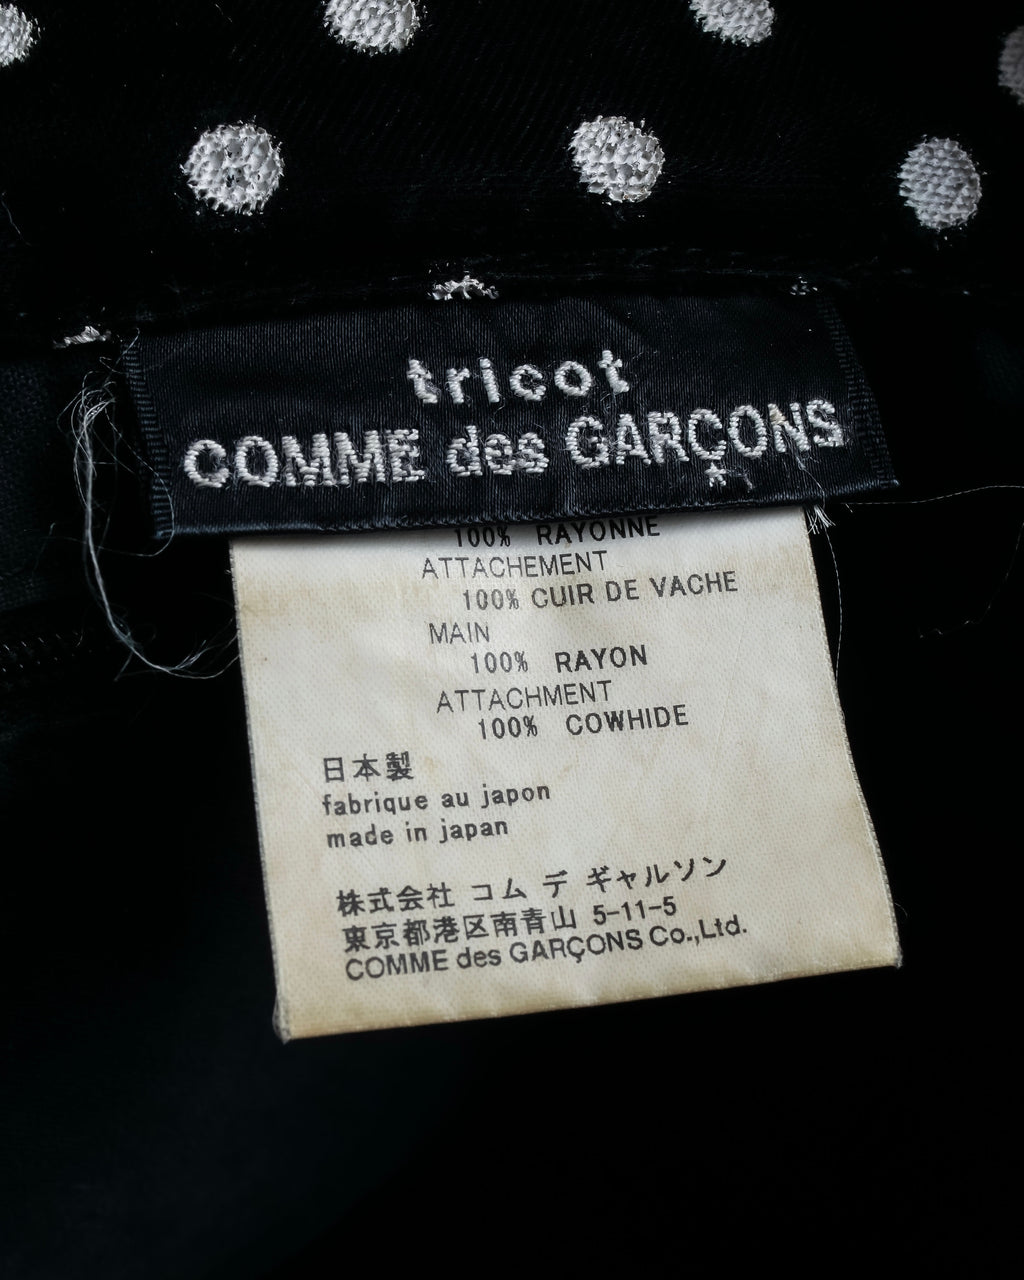 tricot
COMME des GARÇONS
100% RAYONNE
ATTACHEMENT
100% CUIR DE VACHE
MAIN
100% RAYON
ATTACHMENT
100% COWHIDE
日本製
fabrique au japon
made in japan
株式会社 コム デ ギャルソン
東京都港区南青山 5-11-5
COMME des GARÇONS Co.,Ltd.